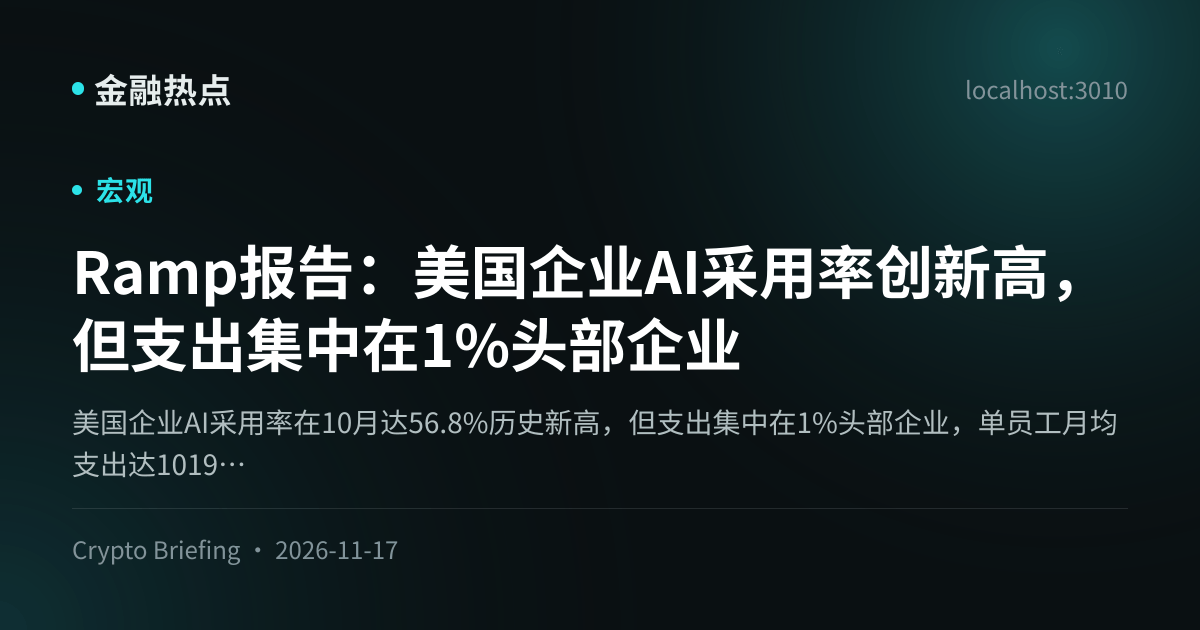 金融热点
localhost:3010
宏观
Ramp报告：美国企业AI采用率创新高，
但支出集中在1%头部企业
美国企业AI采用率在10月达56.8%历史新高，但支出集中在1%头部企业，单员工月均
支出达1019…
Crypto Briefing · 2026-11-17